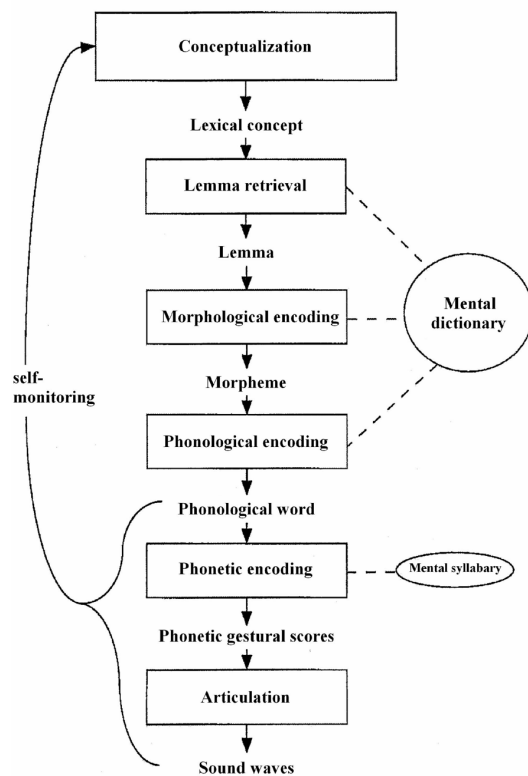 Conceptualization
Lexical concept
Lemma retrieval
Lemma
Mental
dictionary
Morphological encoding
self-
monitoring
Morpheme
Phonological encoding
Phonological word
Phonetic encoding
Mental syllabary
Phonetic gestural scores
Articulation
Sound waves